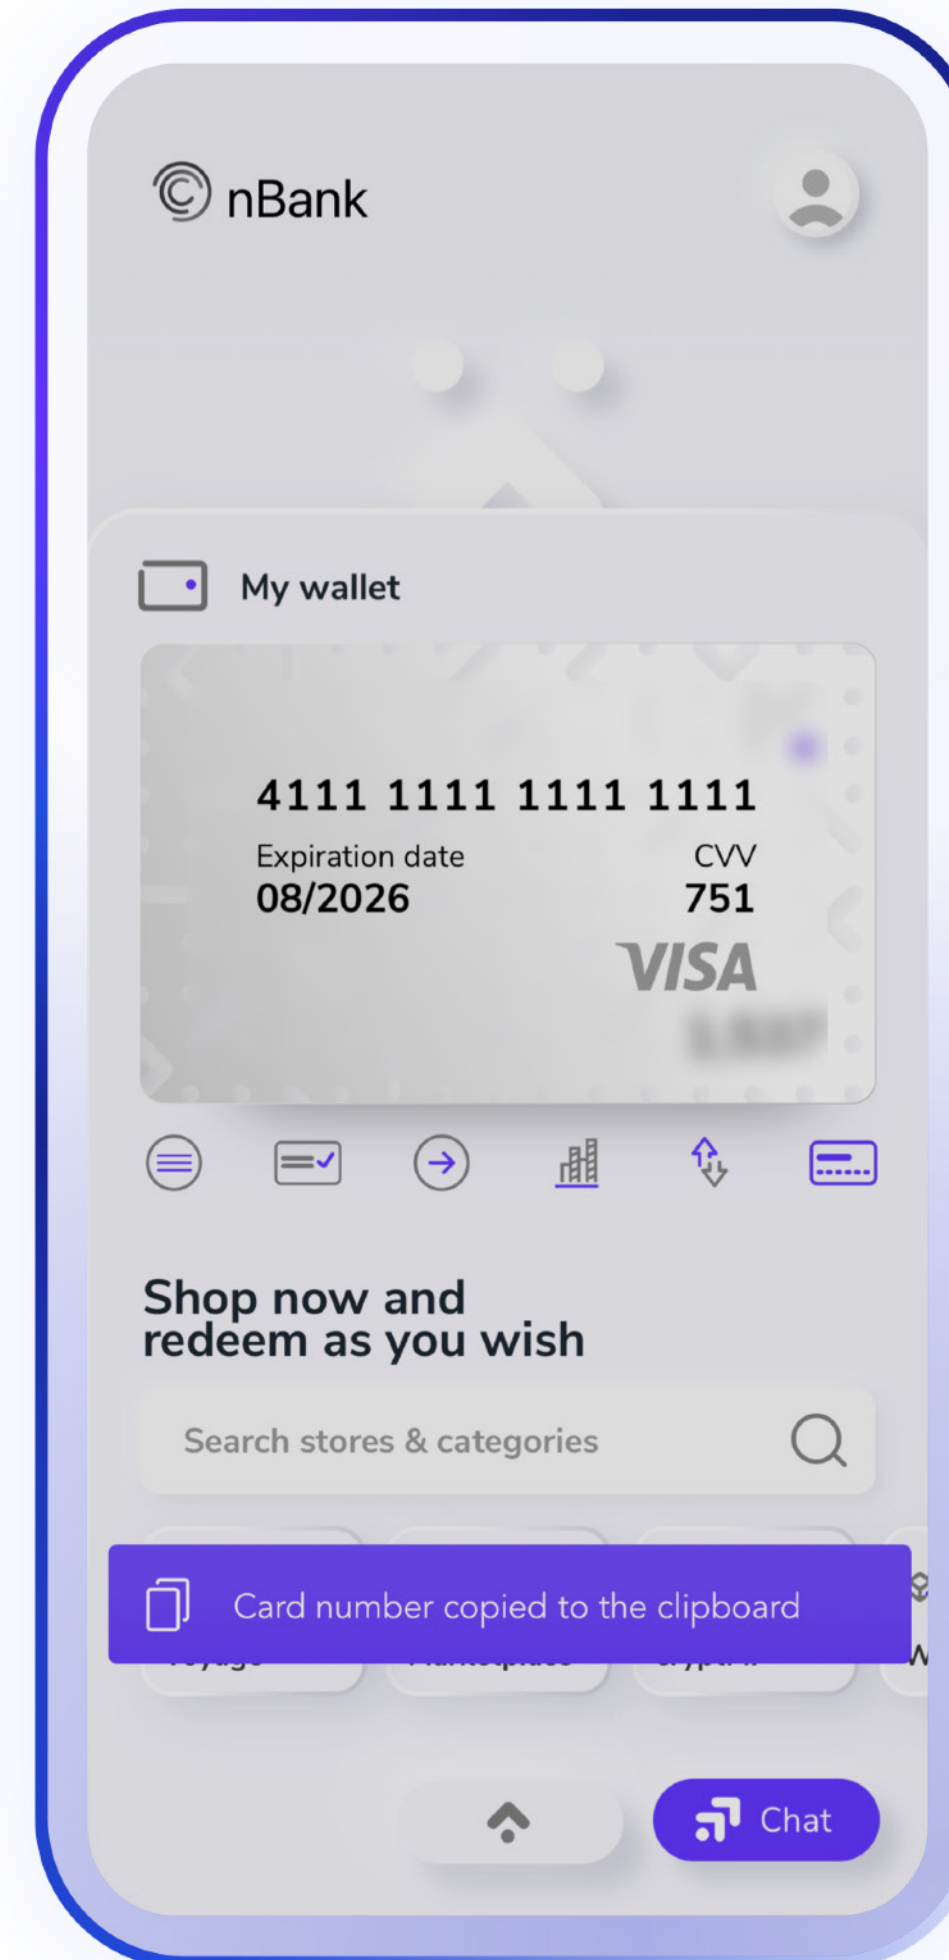 nBank
My wallet
4111 1111 1111 1111
Expiration date CVV
08/2026 751
VISA
Shop now and
redeem as you wish
Search stores & categories
Card number copied to the clipboard
Chat